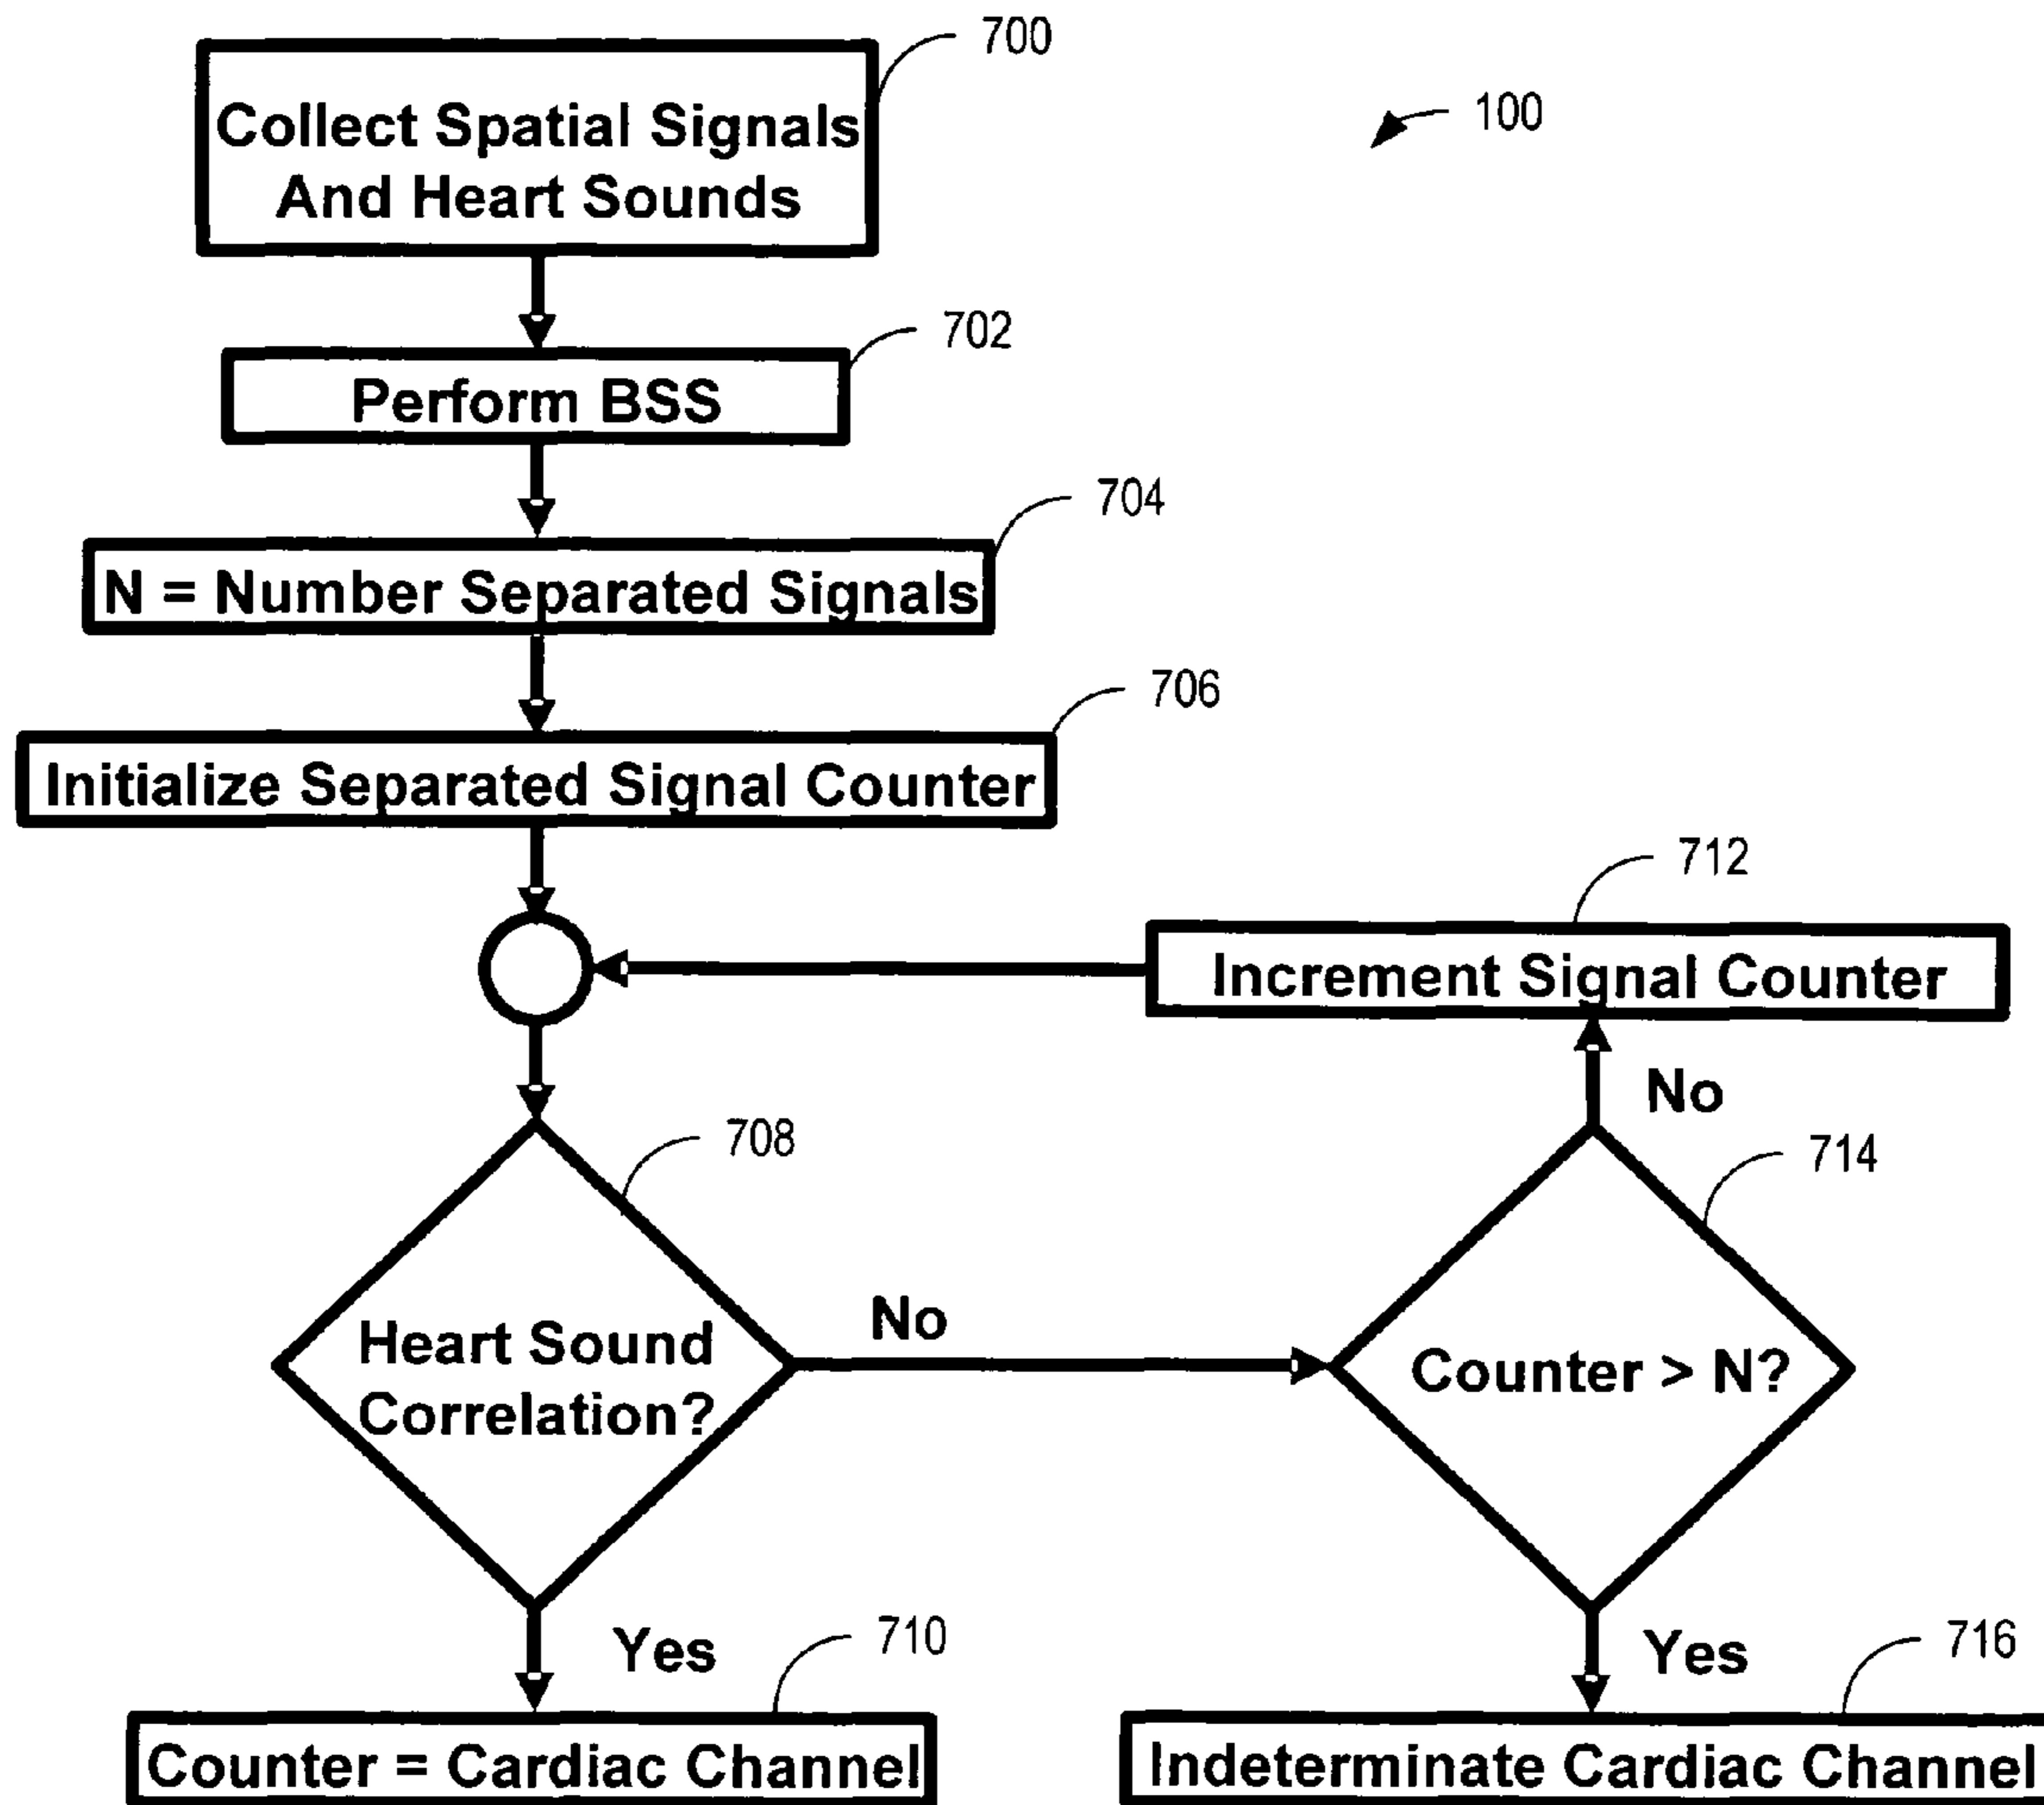 700
100
Collect Spatial Signals
And Heart Sounds
702
Perform BSS
704
N = Number Separated Signals
706
Initialize Separated Signal Counter
712
Increment Signal Counter
No
708
714
Heart Sound
Correlation?
No
Counter > N?
Yes
710
Yes
716
Counter = Cardiac Channel
Indeterminate Cardiac Channel